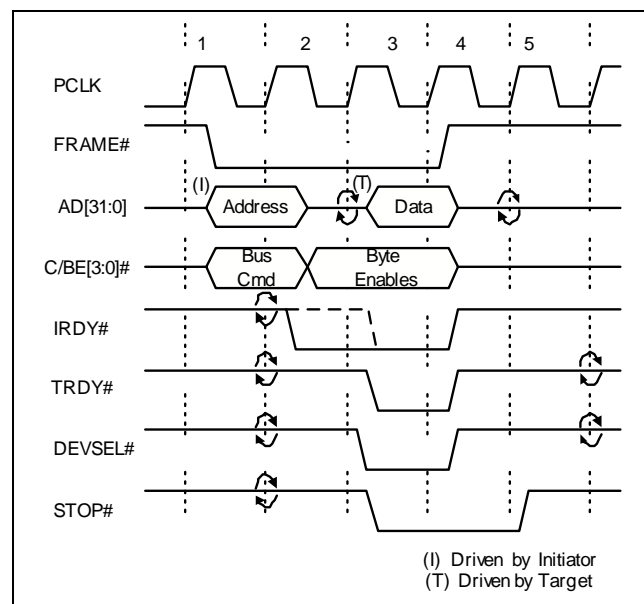 1 2 3 4 5
PCLK
FRAME#
(I) (T)
AD[31:0] Address Data
C/BE[3:0]# Bus Cmd Byte Enables
IRDY#
TRDY#
DEVSEL#
STOP#
(I) Driven by Initiator
(T) Driven by Target